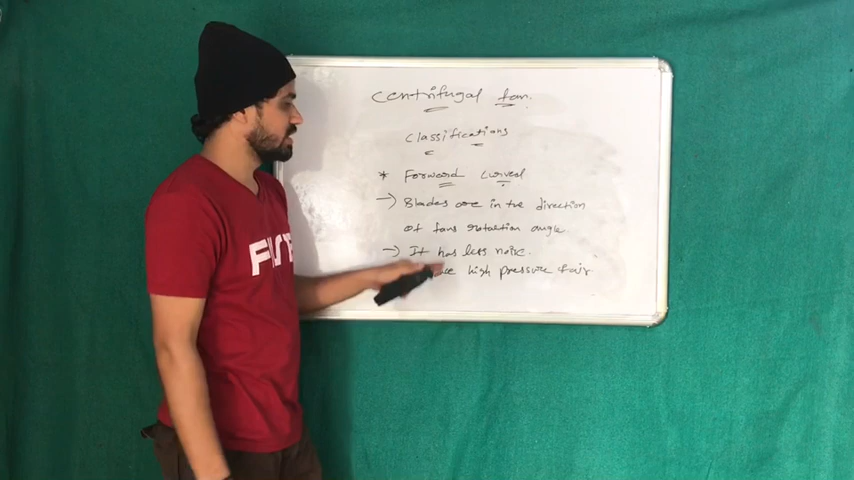 Centrifugal fan.
Classifications
* Forward curved
→) Blades are in the direction
of fans rotation angle.
→) It has less noise.
high pressure